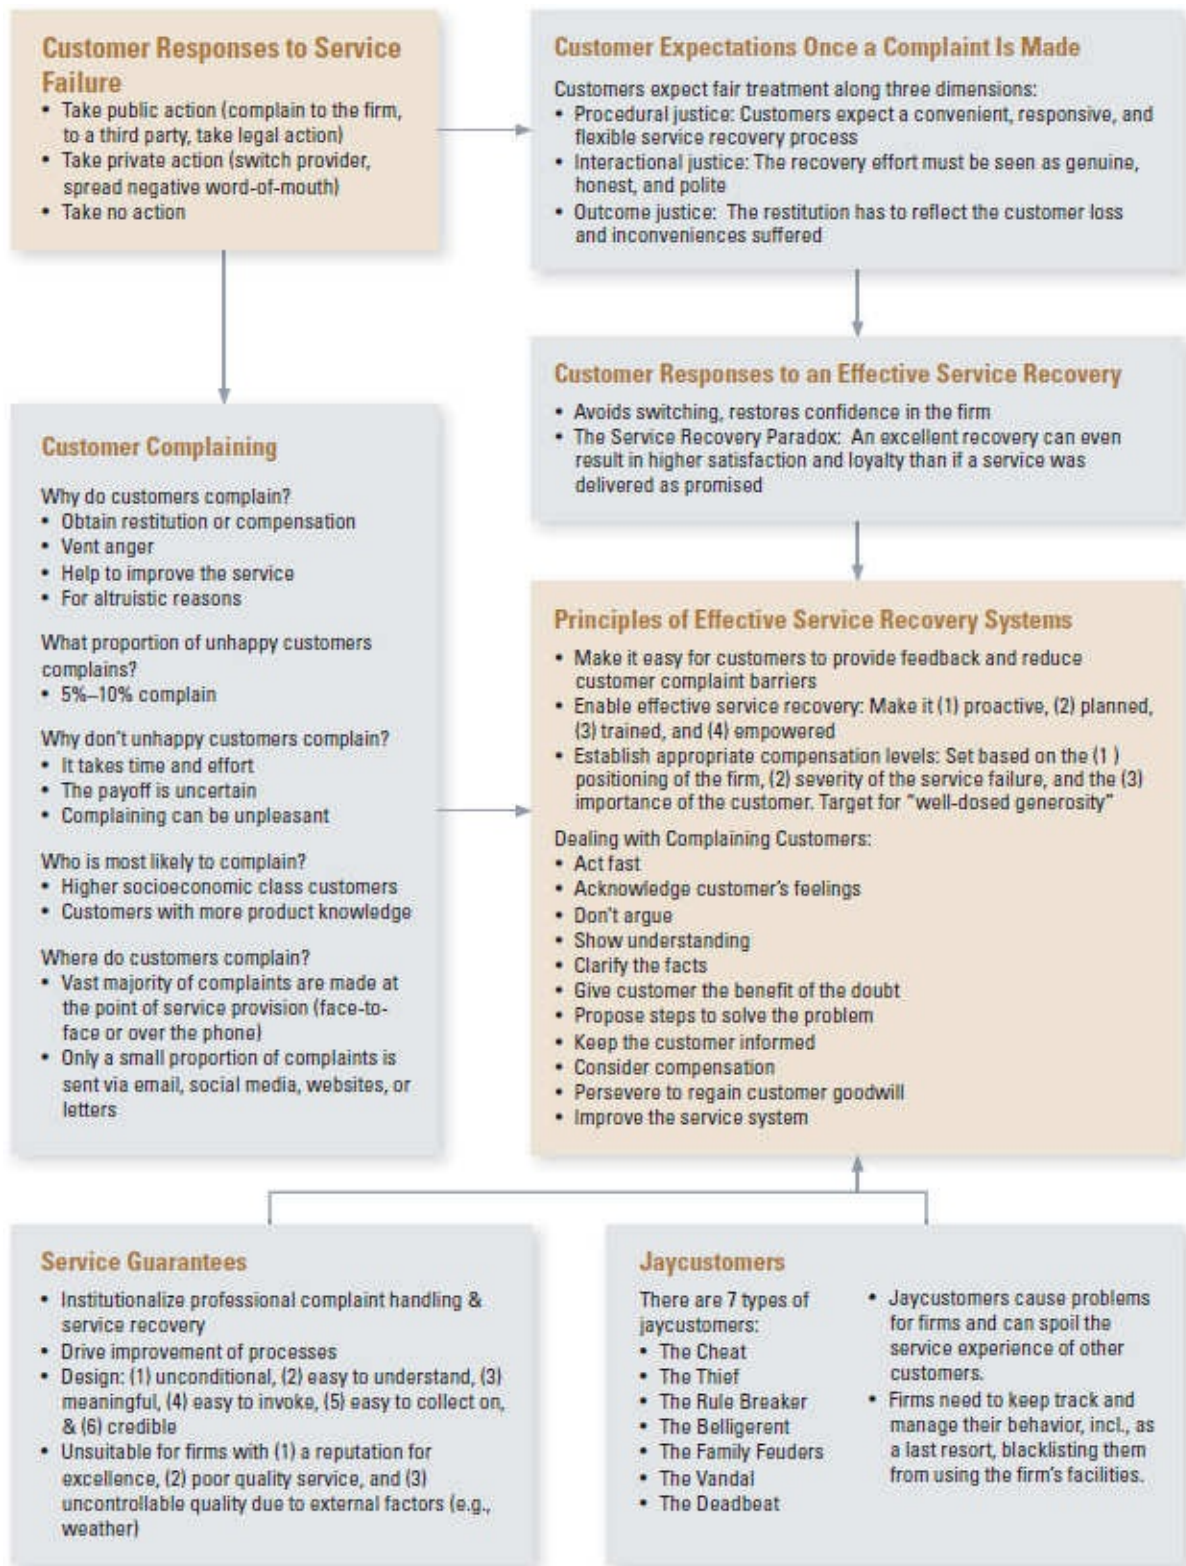 Customer Responses to Service
Failure
• Take public action (complain to the firm,
to a third party, take legal action)
• Take private action (switch provider,
spread negative word-of-mouth)
• Take no action
Customer Expectations Once a Complaint Is Made
Customers expect fair treatment along three dimensions:
• Procedural justice: Customers expect a convenient, responsive, and
flexible service recovery process
• Interactional justice: The recovery effort must be seen as genuine,
honest, and polite
• Outcome justice: The restitution has to reflect the customer loss
and inconveniences suffered
Customer Responses to an Effective Service Recovery
• Avoids switching, restores confidence in the firm
• The Service Recovery Paradox: An excellent recovery can even
result in higher satisfaction and loyalty than if a service was
delivered as promised
Customer Complaining
Why do customers complain?
• Obtain restitution or compensation
• Vent anger
• Help to improve the service
• For altruistic reasons
What proportion of unhappy customers
complains?
• 5%–10% complain
Why don't unhappy customers complain?
• It takes time and effort
• The payoff is uncertain
• Complaining can be unpleasant
Who is most likely to complain?
• Higher socioeconomic class customers
• Customers with more product knowledge
Where do customers complain?
• Vast majority of complaints are made at
the point of service provision (face-to-
face or over the phone)
• Only a small proportion of complaints is
sent via email, social media, websites, or
letters
Principles of Effective Service Recovery Systems
• Make it easy for customers to provide feedback and reduce
customer complaint barriers
• Enable effective service recovery: Make it (1) proactive, (2) planned,
(3) trained, and (4) empowered
• Establish appropriate compensation levels: Set based on the (1 )
positioning of the firm, (2) severity of the service failure, and the (3)
importance of the customer. Target for "well-dosed generosity"
Dealing with Complaining Customers:
• Act fast
• Acknowledge customer's feelings
• Don't argue
• Show understanding
• Clarify the facts
• Give customer the benefit of the doubt
• Propose steps to solve the problem
• Keep the customer informed
• Consider compensation
• Persevere to regain customer goodwill
• Improve the service system
Service Guarantees
• Institutionalize professional complaint handling &
service recovery
• Drive improvement of processes
• Design: (1) unconditional, (2) easy to understand, (3)
meaningful, (4) easy to invoke, (5) easy to collect on,
& (6) credible
• Unsuitable for firms with (1) a reputation for
excellence, (2) poor quality service, and (3)
uncontrollable quality due to external factors (e.g.,
weather)
Jaycustomers
There are 7 types of
jaycustomers:
• The Cheat
• The Thief
• The Rule Breaker
• The Belligerent
• The Family Feuders
• The Vandal
• The Deadbeat
• Jaycustomers cause problems
for firms and can spoil the
service experience of other
customers.
• Firms need to keep track and
manage their behavior, incl., as
a last resort, blacklisting them
from using the firm's facilities.